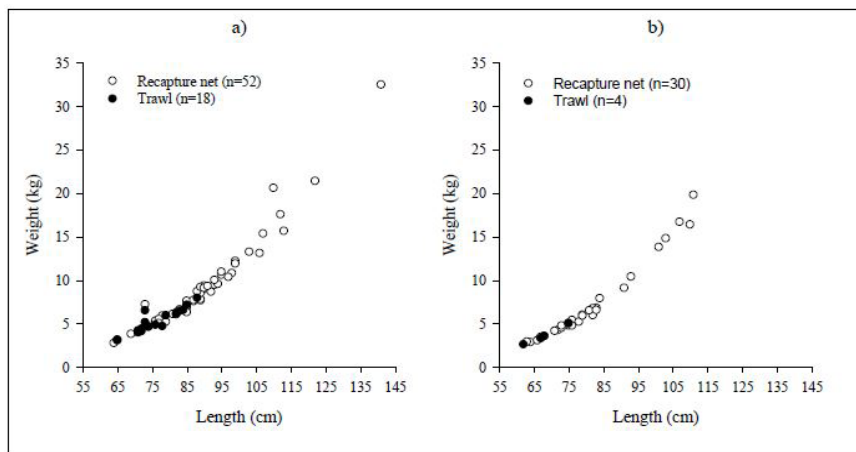 a)
35
30
25
20
15
10
5
0
Weight (kg)
Recapture net (n=52)
Trawl (n=18)
55 65 75 85 95 105 115 125 135 145
Length (cm)
b)
35
30
25
20
15
10
5
0
Weight (kg)
Recapture net (n=30)
Trawl (n=4)
55 65 75 85 95 105 115 125 135 145
Length (cm)